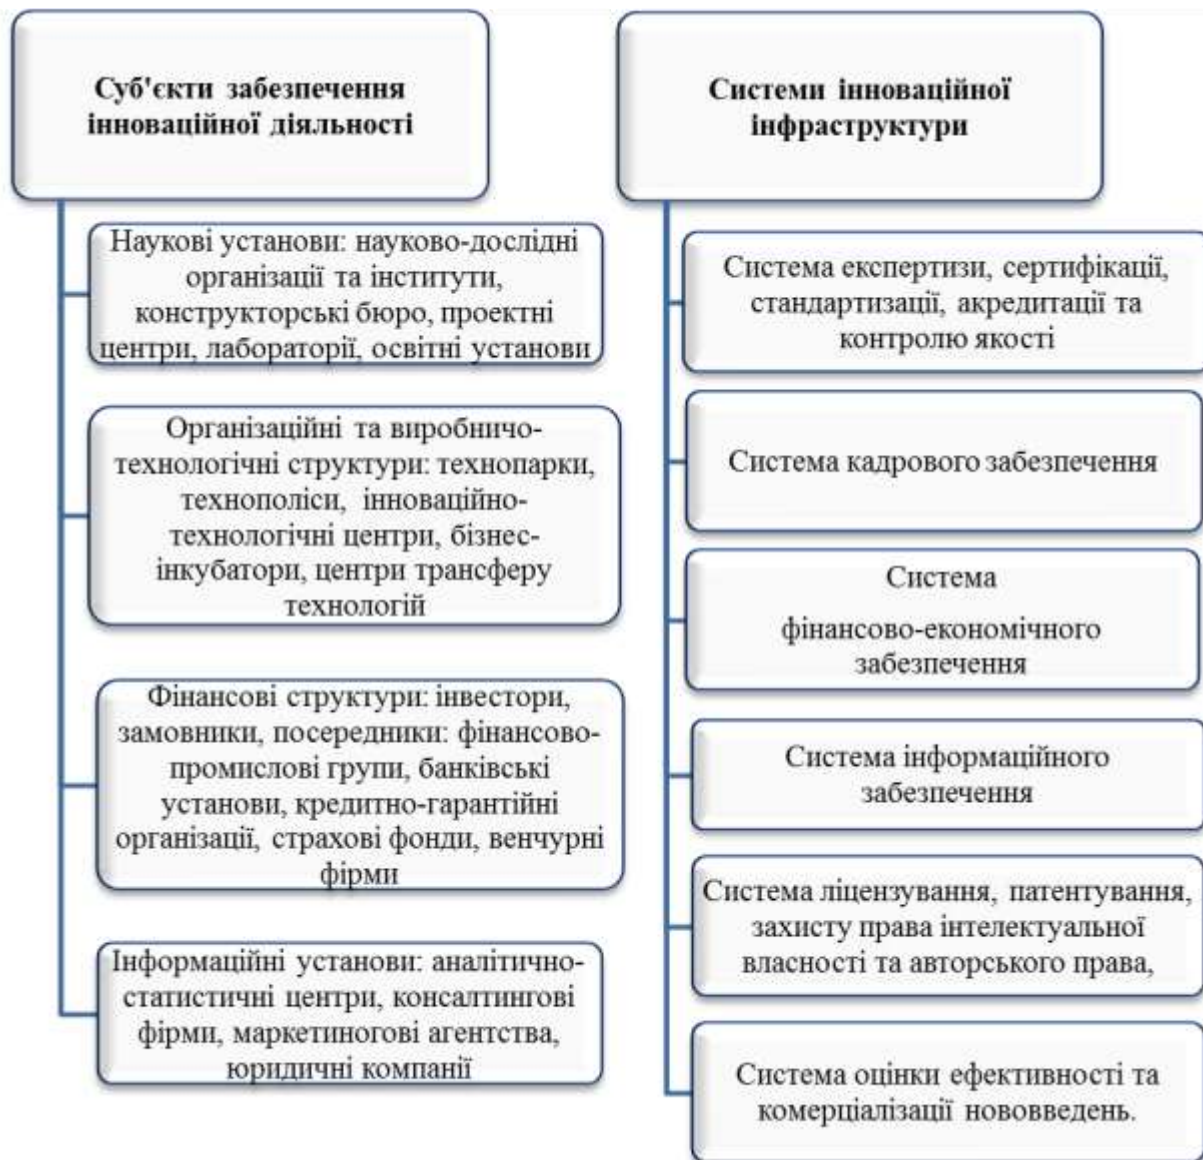 Суб'єкти забезпечення
інноваційної діяльності
Наукові установи: науково-дослідні
організації та інститути,
конструкторські бюро, проектні
центри, лабораторії, освітні установи
Організаційні та виробничо-
технологічні структури: технопарки,
технополіси, інноваційно-
технологічні центри, бізнес-
інкубатори, центри трансферу
технологій
Фінансові структури: інвестори,
замовники, посередники: фінансово-
промислові групи, банківські
установи, кредитно-гарантійні
організації, страхові фонди, венчурні
фірми
Інформаційні установи: аналітично-
статистичні центри, консалтингові
фірми, маркетиногові агентства,
юридичні компанії
Системи інноваційної
інфраструктури
Система експертизи, сертифікації,
стандартизації, акредитації та
контролю якості
Система кадрового забезпечення
Система
фінансово-економічного
забезпечення
Система інформаційного
забезпечення
Система ліцензування, патентування,
захисту права інтелектуальної
власності та авторського права,
Система оцінки ефективності та
комерціалізації нововведень.